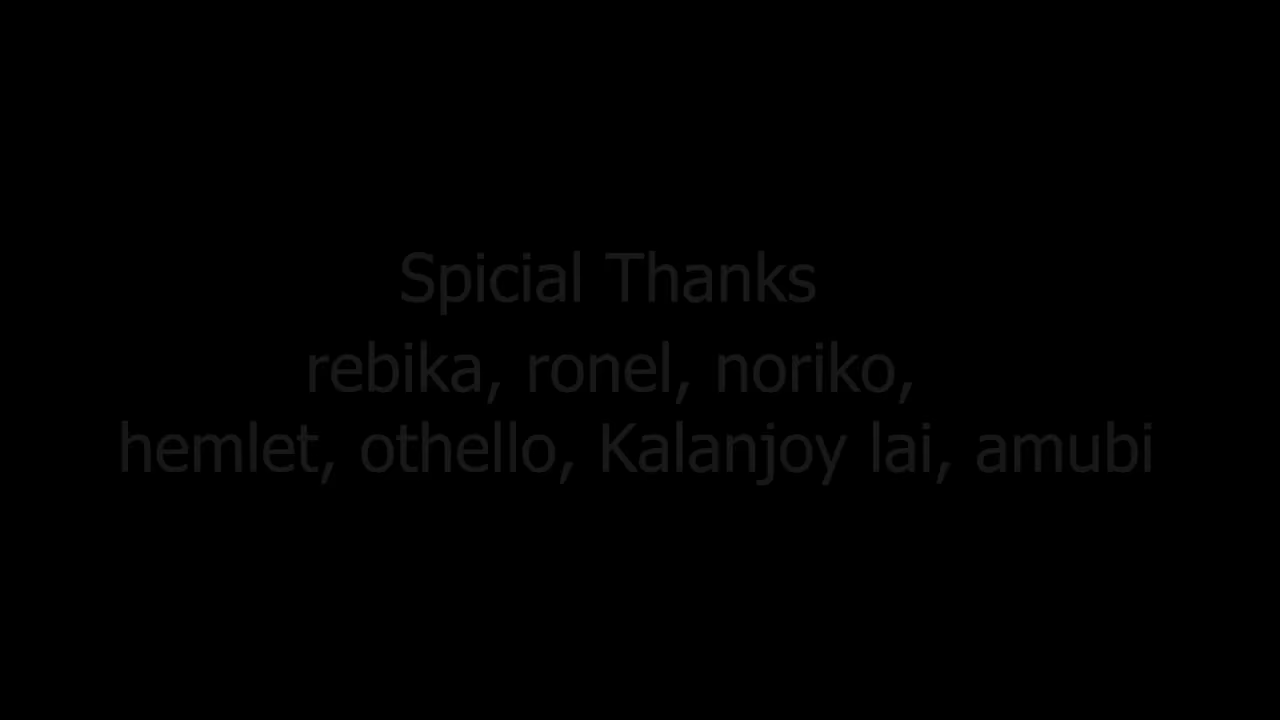 Spicial Thanks
rebika, ronel, noriko,
hemlet, othello, Kalanjoy lai, amubi